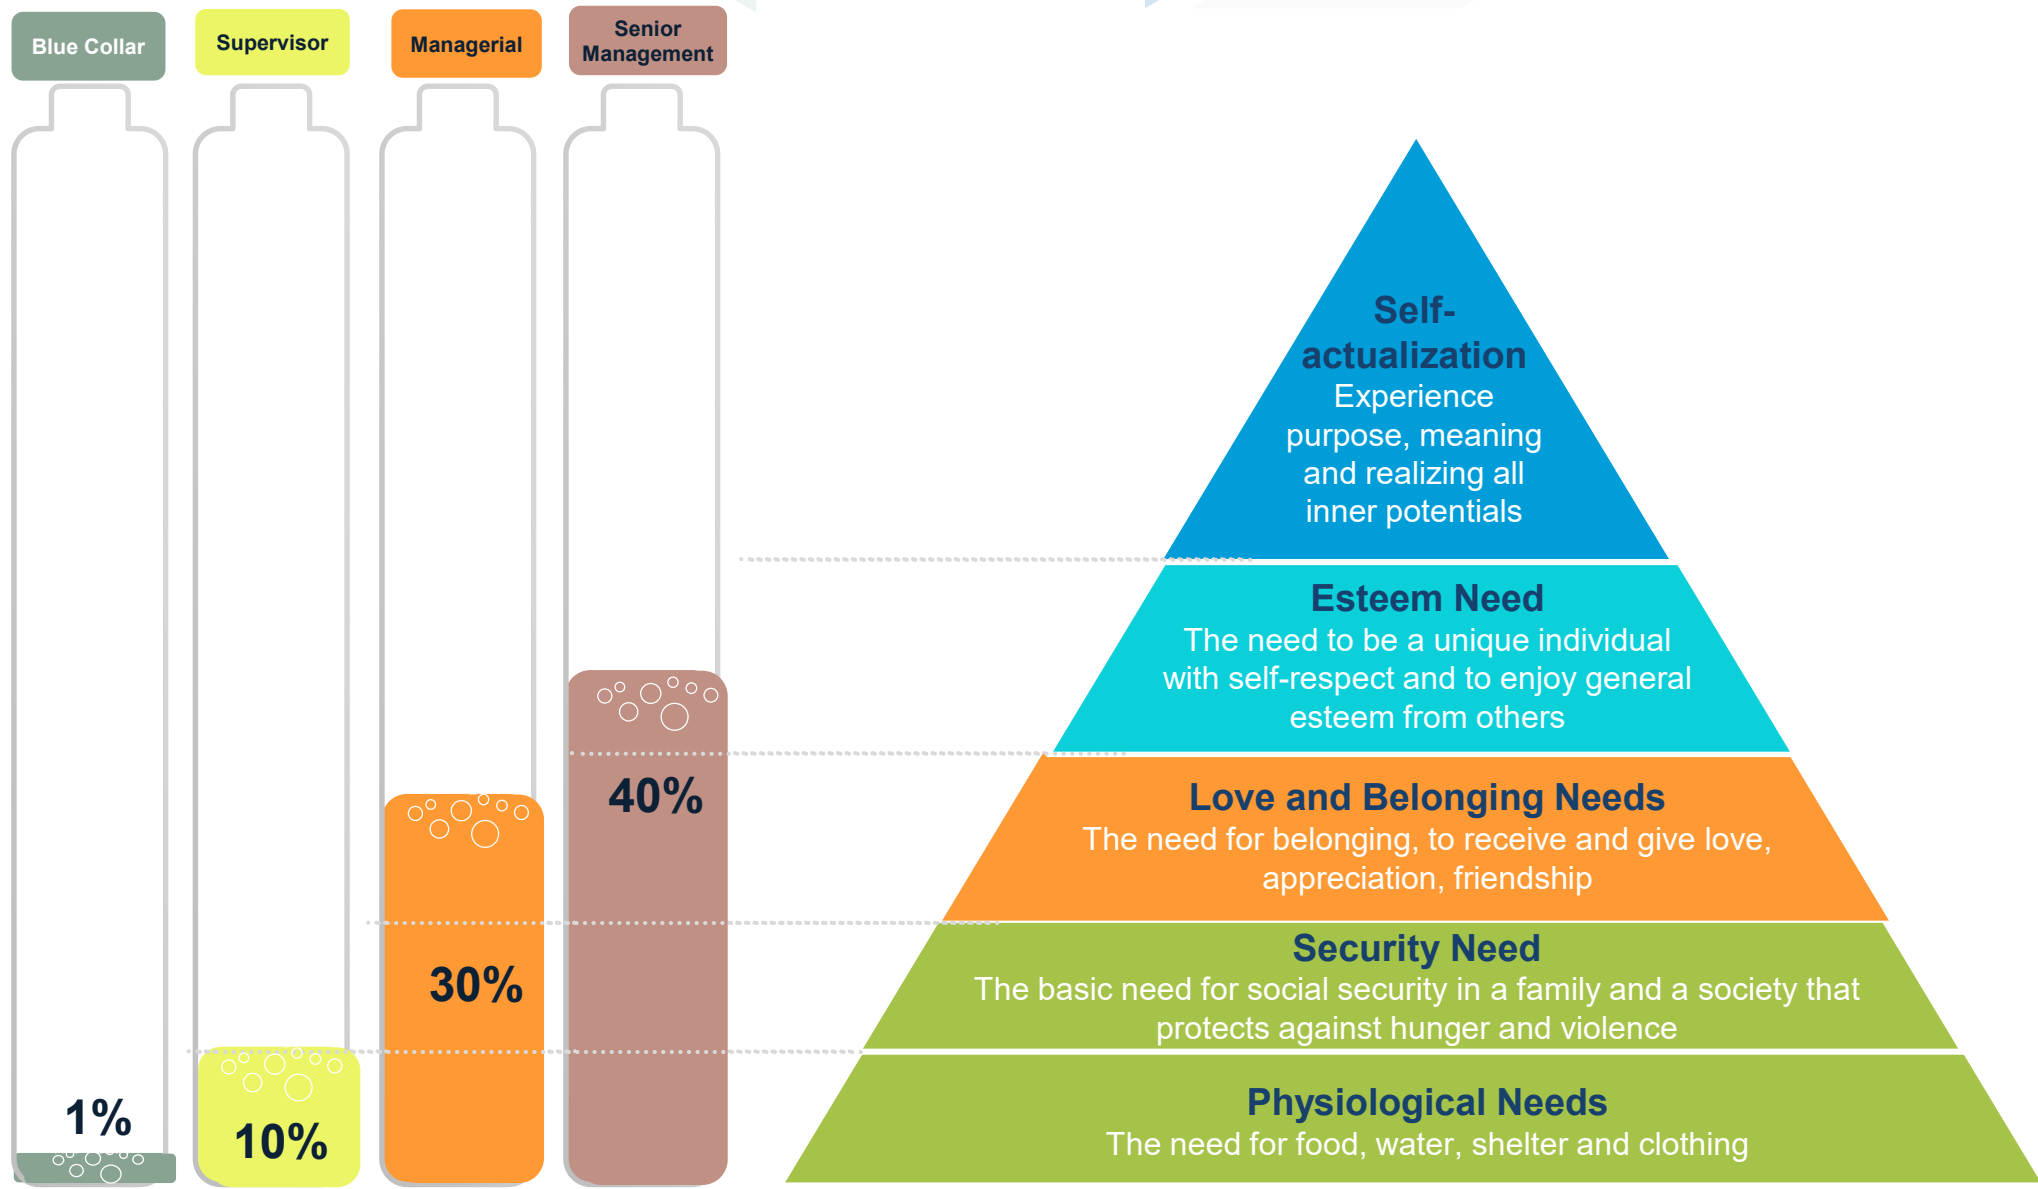 Blue Collar
Supervisor
Managerial
Senior
Management
1%
10%
30%
40%
Self-
actualization
Experience
purpose, meaning
and realizing all
inner potentials
Esteem Need
The need to be a unique individual
with self-respect and to enjoy general
esteem from others
Love and Belonging Needs
The need for belonging, to receive and give love,
appreciation, friendship
Security Need
The basic need for social security in a family and a society that
protects against hunger and violence
Physiological Needs
The need for food, water, shelter and clothing